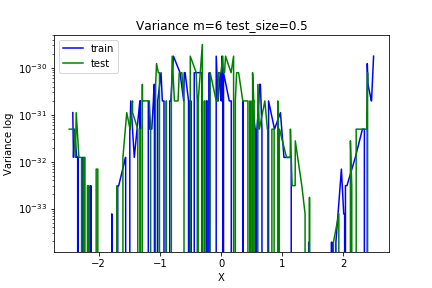 Variance m=6 test_size=0.5
train
test
10^-30
10^-31
10^-32
10^-33
Variance log
−2
−1
0
1
2
X